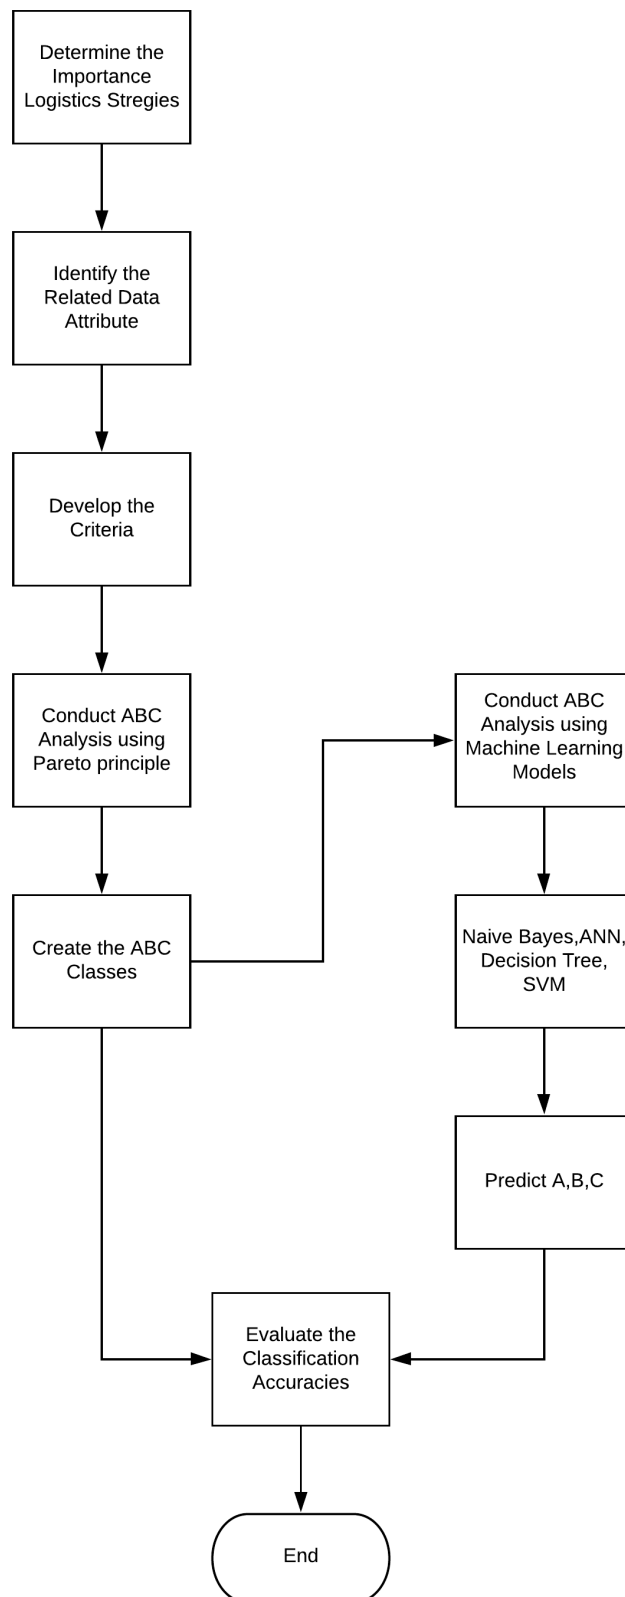 Determine the
Importance
Logistics Stregies
Identify the
Related Data
Attribute
Develop the
Criteria
Conduct ABC
Analysis using
Pareto principle
Create the ABC
Classes
Conduct ABC
Analysis using
Machine Learning
Models
Naive Bayes,ANN,
Decision Tree,
SVM
Predict A,B,C
Evaluate the
Classification
Accuracies
End